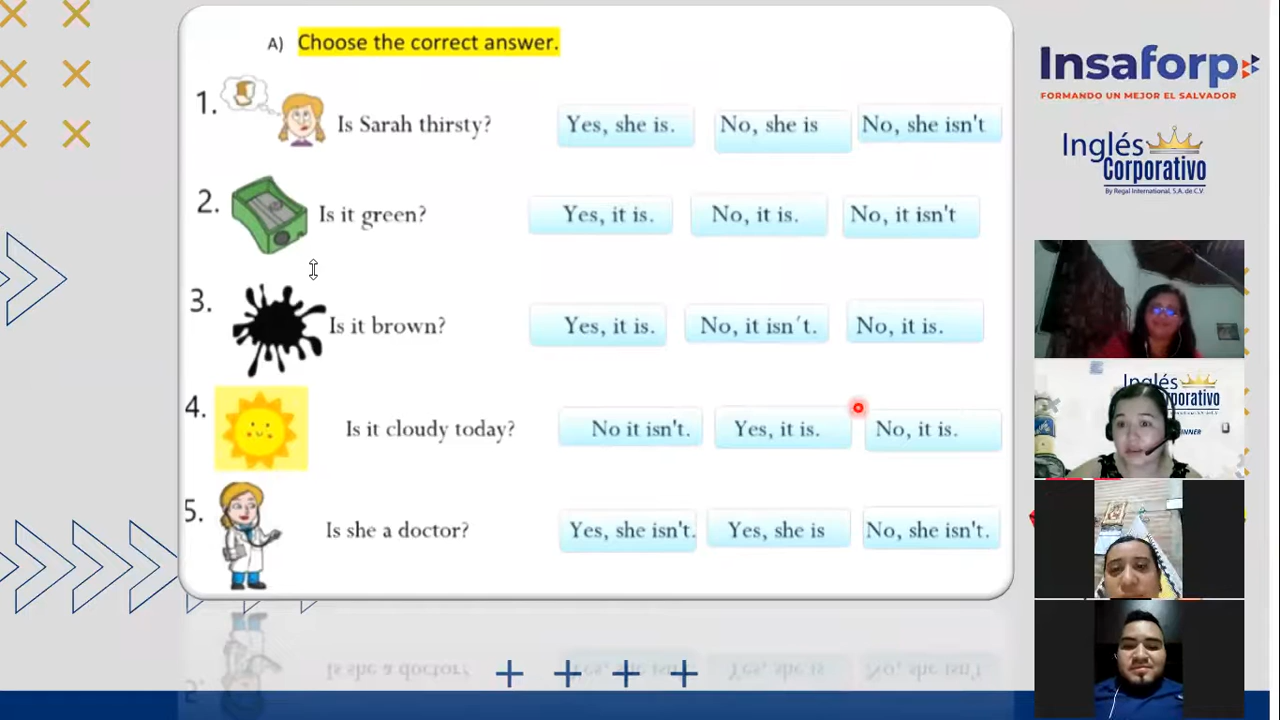 A) Choose the correct answer.
1. Is Sarah thirsty? Yes, she is. No, she is No, she isn't
2. Is it green? Yes, it is. No, it is. No, it isn't
3. Is it brown? Yes, it is. No, it isn´t. No, it is.
4. Is it cloudy today? No it isn't. Yes, it is. No, it is.
5. Is she a doctor? Yes, she isn't. Yes, she is No, she isn't.
Insaforp
FORMANDO UN MEJOR EL SALVADOR
Inglés
Corporativo
By Regal International, S.A. de C.V.
Inglés